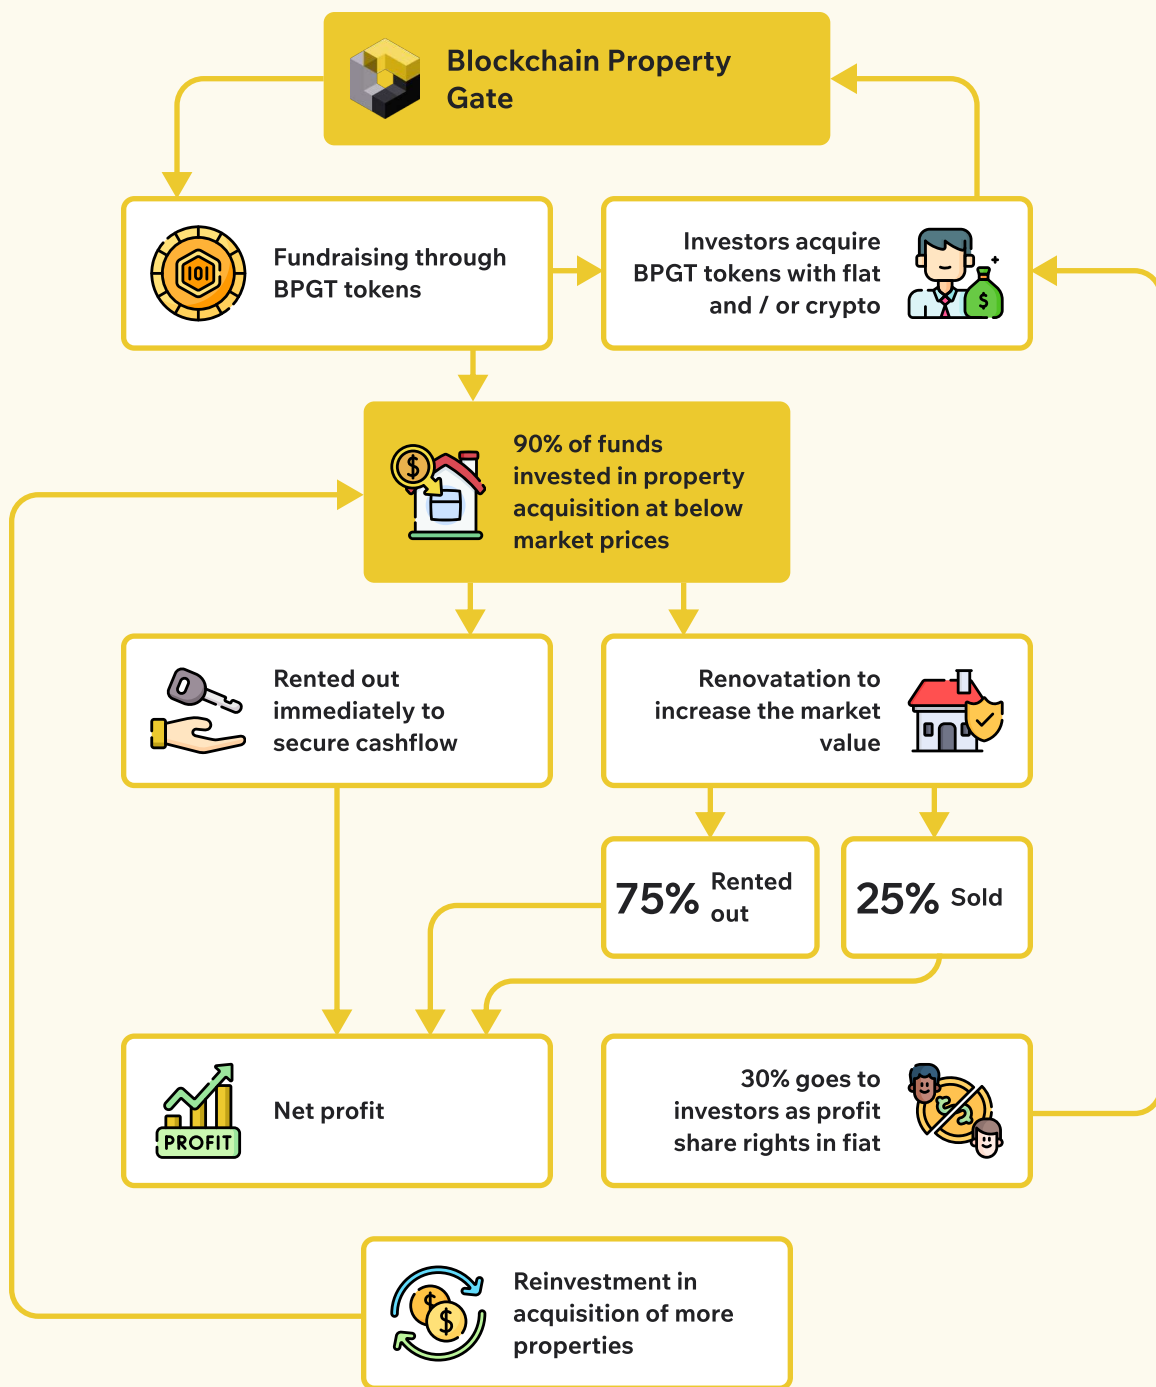 Blockchain Property
Gate
Fundraising through
BPGT tokens
Investors acquire
BPGT tokens with flat
and / or crypto
101
$
$
90% of funds
invested in property
acquisition at below
market prices
Rented out
immediately to
secure cashflow
Renovatation to
increase the market
value
75% Rented
out
25% Sold
PROFIT
Net profit
30% goes to
investors as profit
share rights in fiat
$
$
Reinvestment in
acquisition of more
properties